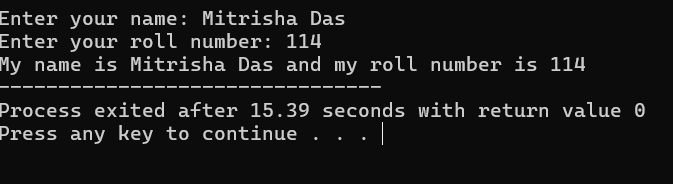 Enter your name: Mitrisha Das
Enter your roll number: 114
My name is Mitrisha Das and my roll number is 114
--------------------------------
Process exited after 15.39 seconds with return value 0
Press any key to continue . . .